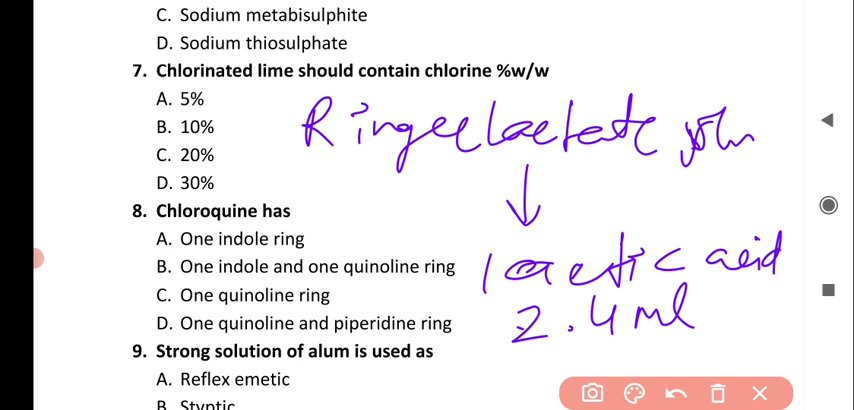 C. Sodium metabisulphite
D. Sodium thiosulphate
7. Chlorinated lime should contain chlorine %w/w
A. 5%
B. 10%
C. 20%
D. 30%
Ringer lactate soln
8. Chloroquine has
A. One indole ring
B. One indole and one quinoline ring
C. One quinoline ring
D. One quinoline and piperidine ring
lactic acid
2.4 ml
9. Strong solution of alum is used as
A. Reflex emetic
B. Styptic